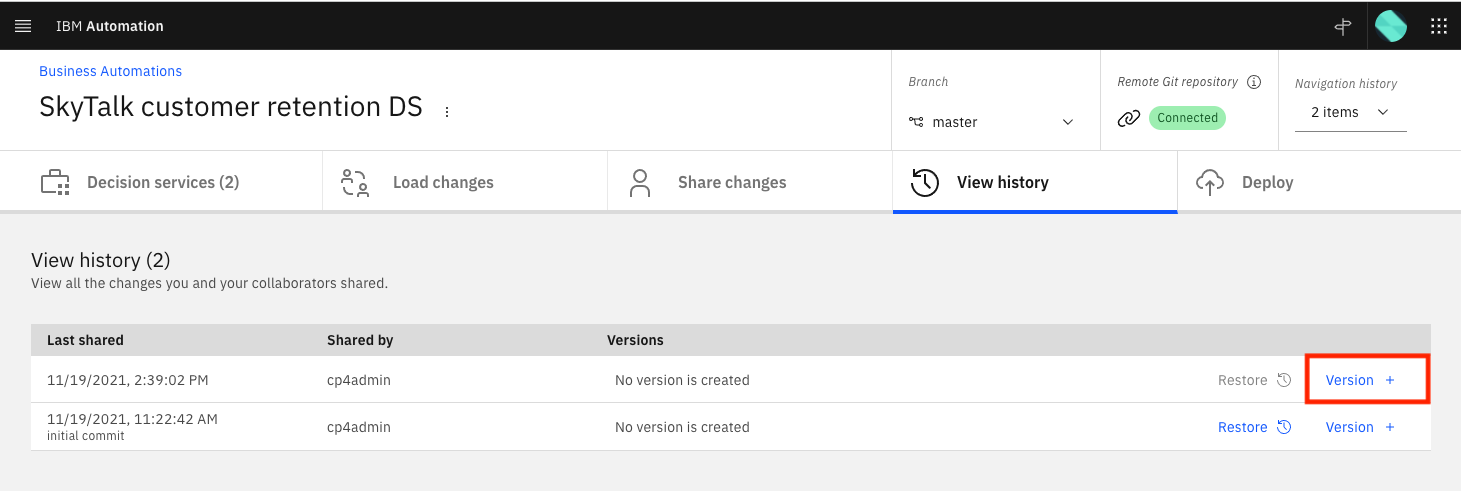 IBM Automation
Business Automations
SkyTalk customer retention DS
Branch
master
Remote Git repository
Connected
Navigation history
2 items
Decision services (2)
Load changes
Share changes
View history
Deploy
View history (2)
View all the changes you and your collaborators shared.
Last shared Shared by Versions
11/19/2021, 2:39:02 PM cp4admin No version is created Restore Version +
11/19/2021, 11:22:42 AM cp4admin No version is created Restore Version +
initial commit